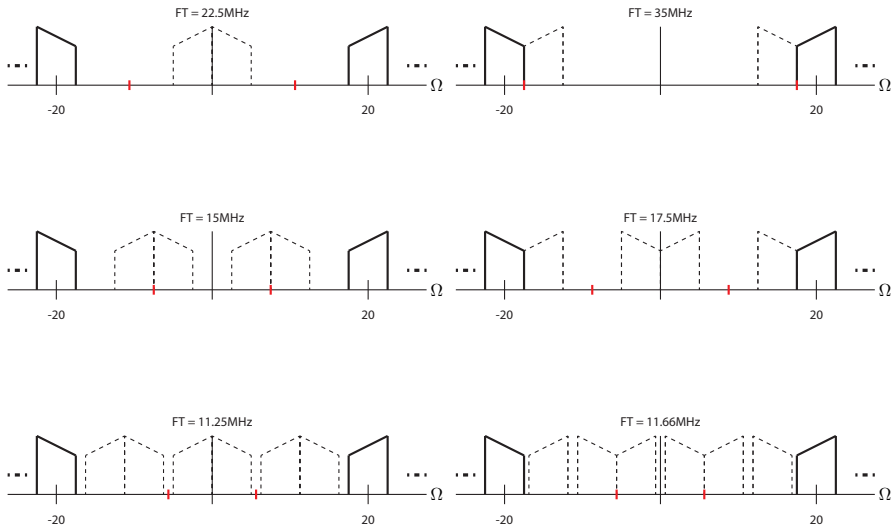 FT = 22.5MHz
-20
20
Ω
FT = 35MHz
-20
20
Ω
FT = 15MHz
-20
20
Ω
FT = 17.5MHz
-20
20
Ω
FT = 11.25MHz
-20
20
Ω
FT = 11.66MHz
-20
20
Ω